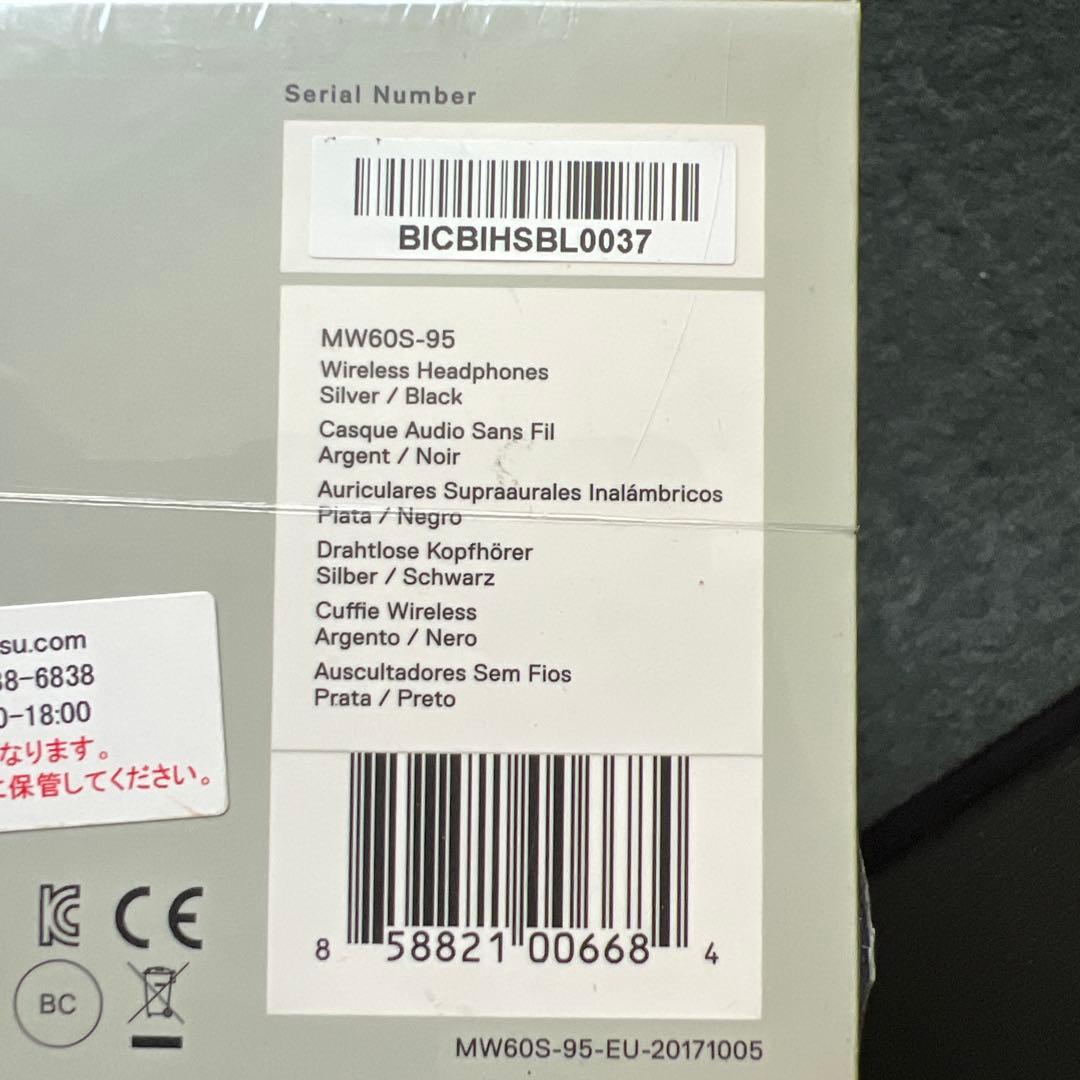 Serial Number
BICBIHSBL0037
MW60S-95
Wireless Headphones
Silver / Black
Casque Audio Sans Fil
Argent / Noir
Auriculares Supraaurales Inalámbricos
Plata / Negro
Drahtlose Kopfhörer
Silber / Schwarz
Cuffie Wireless
Argento / Nero
Auscultadores Sem Fios
Prata / Preto
su.com
38-6838
0-18:00
なります。
に保管してください。
8 58821 00668 4
CE
BC
MW60S-95-EU-20171005